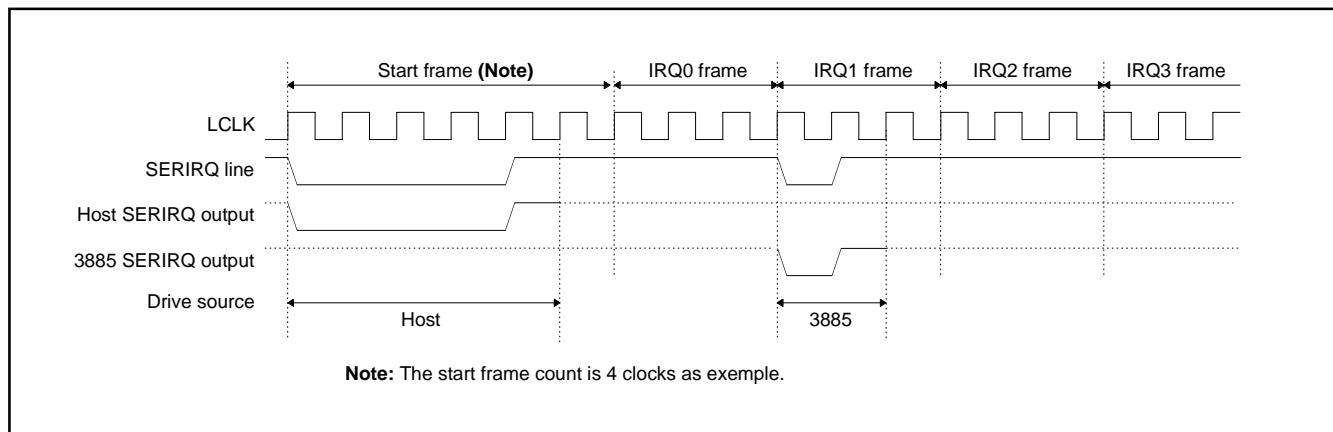 Start frame (Note)
IRQ0 frame
IRQ1 frame
IRQ2 frame
IRQ3 frame
LCLK
SERIRQ line
Host SERIRQ output
3885 SERIRQ output
Drive source
Host
3885
Note: The start frame count is 4 clocks as exemple.